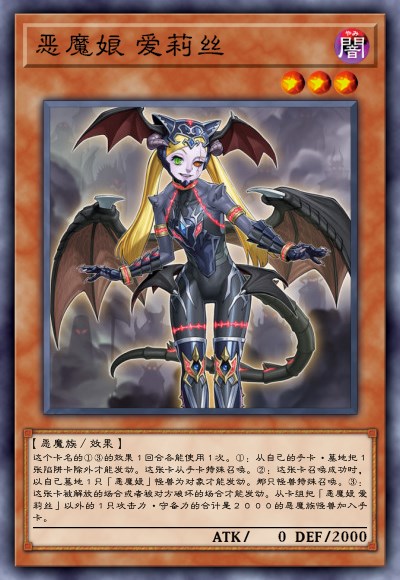 恶魔娘 爱莉丝
やみ
闇
【恶魔族／效果】
这个卡名的①③的效果1回合各能使用1次。①：从自己的手卡·墓地把1
张陷阱卡除外才能发动。这张卡从手卡特殊召唤。②：这张卡召唤成功时，
以自己墓地1只「恶魔娘」怪兽为对象才能发动。那只怪兽特殊召唤。③：
这张卡被解放的场合或者被对方破坏的场合才能发动。从卡组把「恶魔娘 爱
莉丝」以外的1只攻击力·守备力的合计是２０００的恶魔族怪兽加入手
卡。
ATK/ 0 DEF/2000